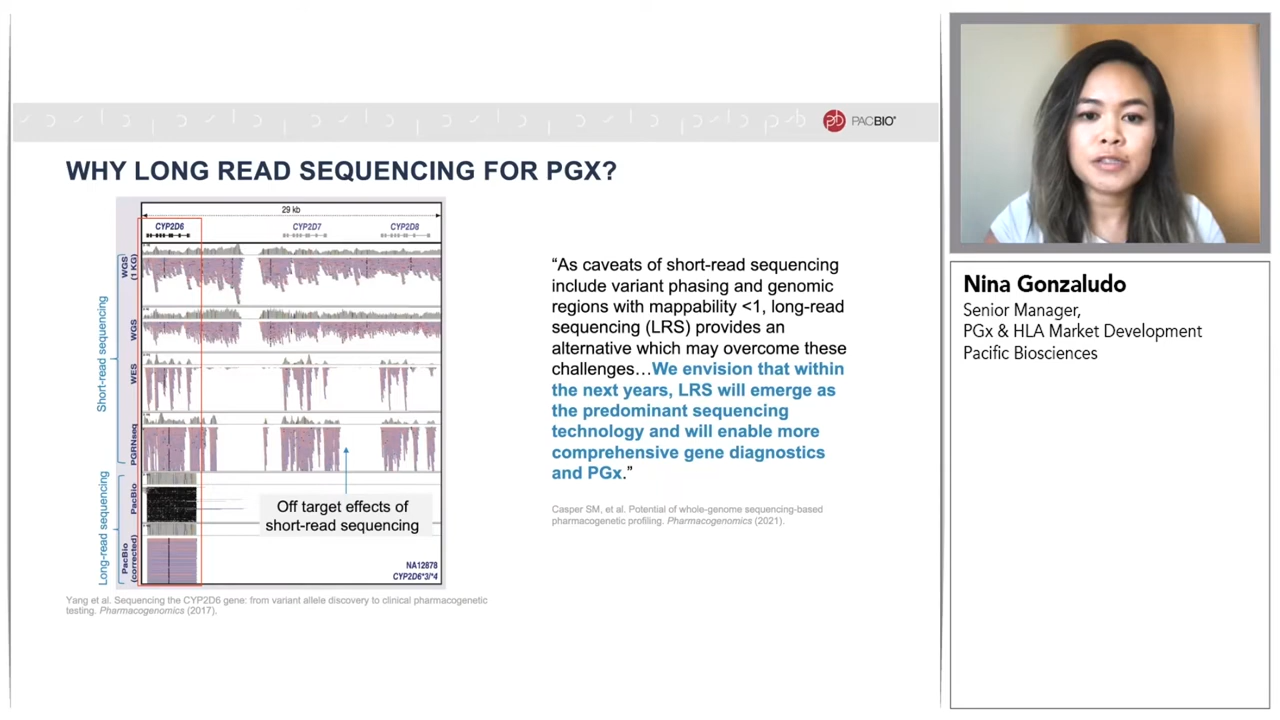 PACBIO®
WHY LONG READ SEQUENCING FOR PGX?
29 kb
CYP2D6
CYP2D7
CYP2D8
Short-read sequencing
WGS
(1 KG)
WGS
WES
PGRNseq
Long-read sequencing
PacBio
PacBio
(corrected)
Off target effects of
short-read sequencing
NA12878
CYP2D6*3/*4
Yang et al. Sequencing the CYP2D6 gene: from variant allele discovery to clinical pharmacogenetic
testing. Pharmacogenomics (2017).
“As caveats of short-read sequencing
include variant phasing and genomic
regions with mappability <1, long-read
sequencing (LRS) provides an
alternative which may overcome these
challenges…We envision that within
the next years, LRS will emerge as
the predominant sequencing
technology and will enable more
comprehensive gene diagnostics
and PGx.”
Casper SM, et al. Potential of whole-genome sequencing-based
pharmacogenetic profiling. Pharmacogenomics (2021).
Nina Gonzaludo
Senior Manager,
PGx & HLA Market Development
Pacific Biosciences